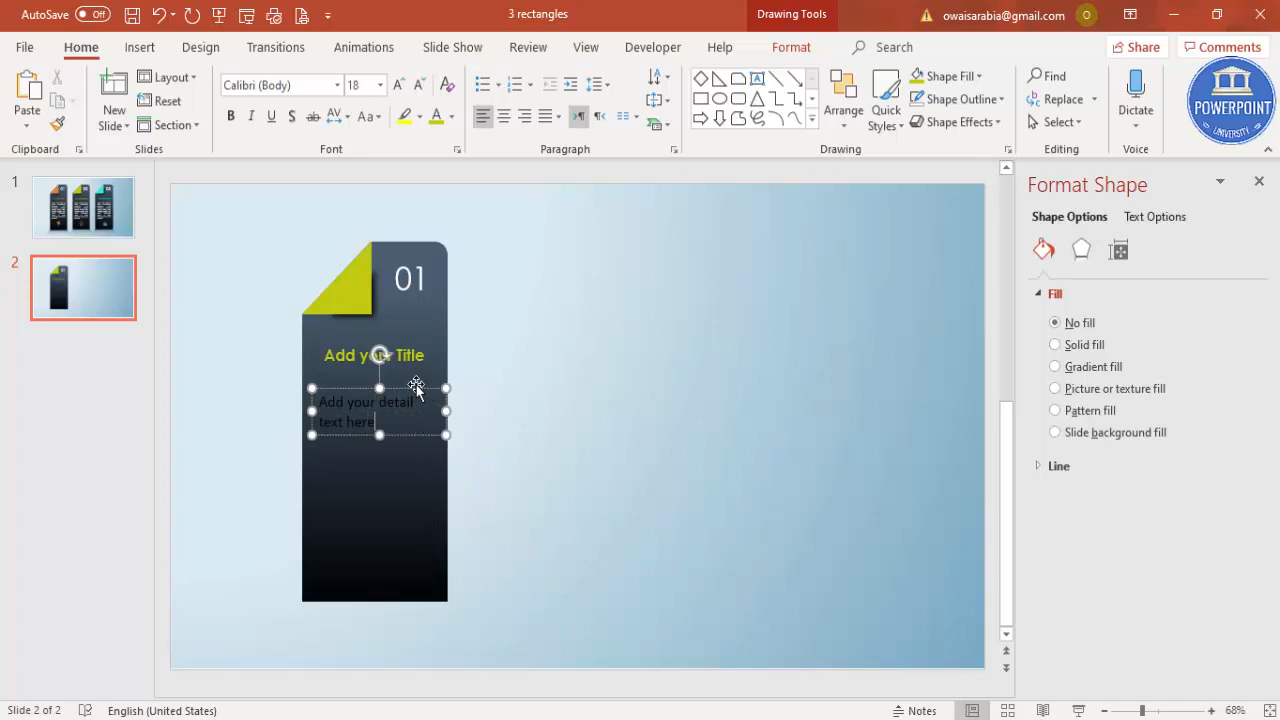 AutoSave Off
3 rectangles
Drawing Tools
owaisarabia@gmail.com
O
File Home Insert Design Transitions Animations Slide Show Review View Developer Help Format Search
Share Comments
Paste
New Slide
Layout
Reset
Section
Calibri (Body) 18
Arrange
Quick Styles
Shape Fill
Shape Outline
Shape Effects
Find
Replace
Select
Dictate
POWERPOINT
UNIVERSITY
Clipboard Slides Font Paragraph Drawing Editing Voice
1
2
01
Add your Title
Add your detail
text here
Format Shape
Shape Options Text Options
Fill
No fill
Solid fill
Gradient fill
Picture or texture fill
Pattern fill
Slide background fill
Line
Slide 2 of 2 English (United States) Notes 68%